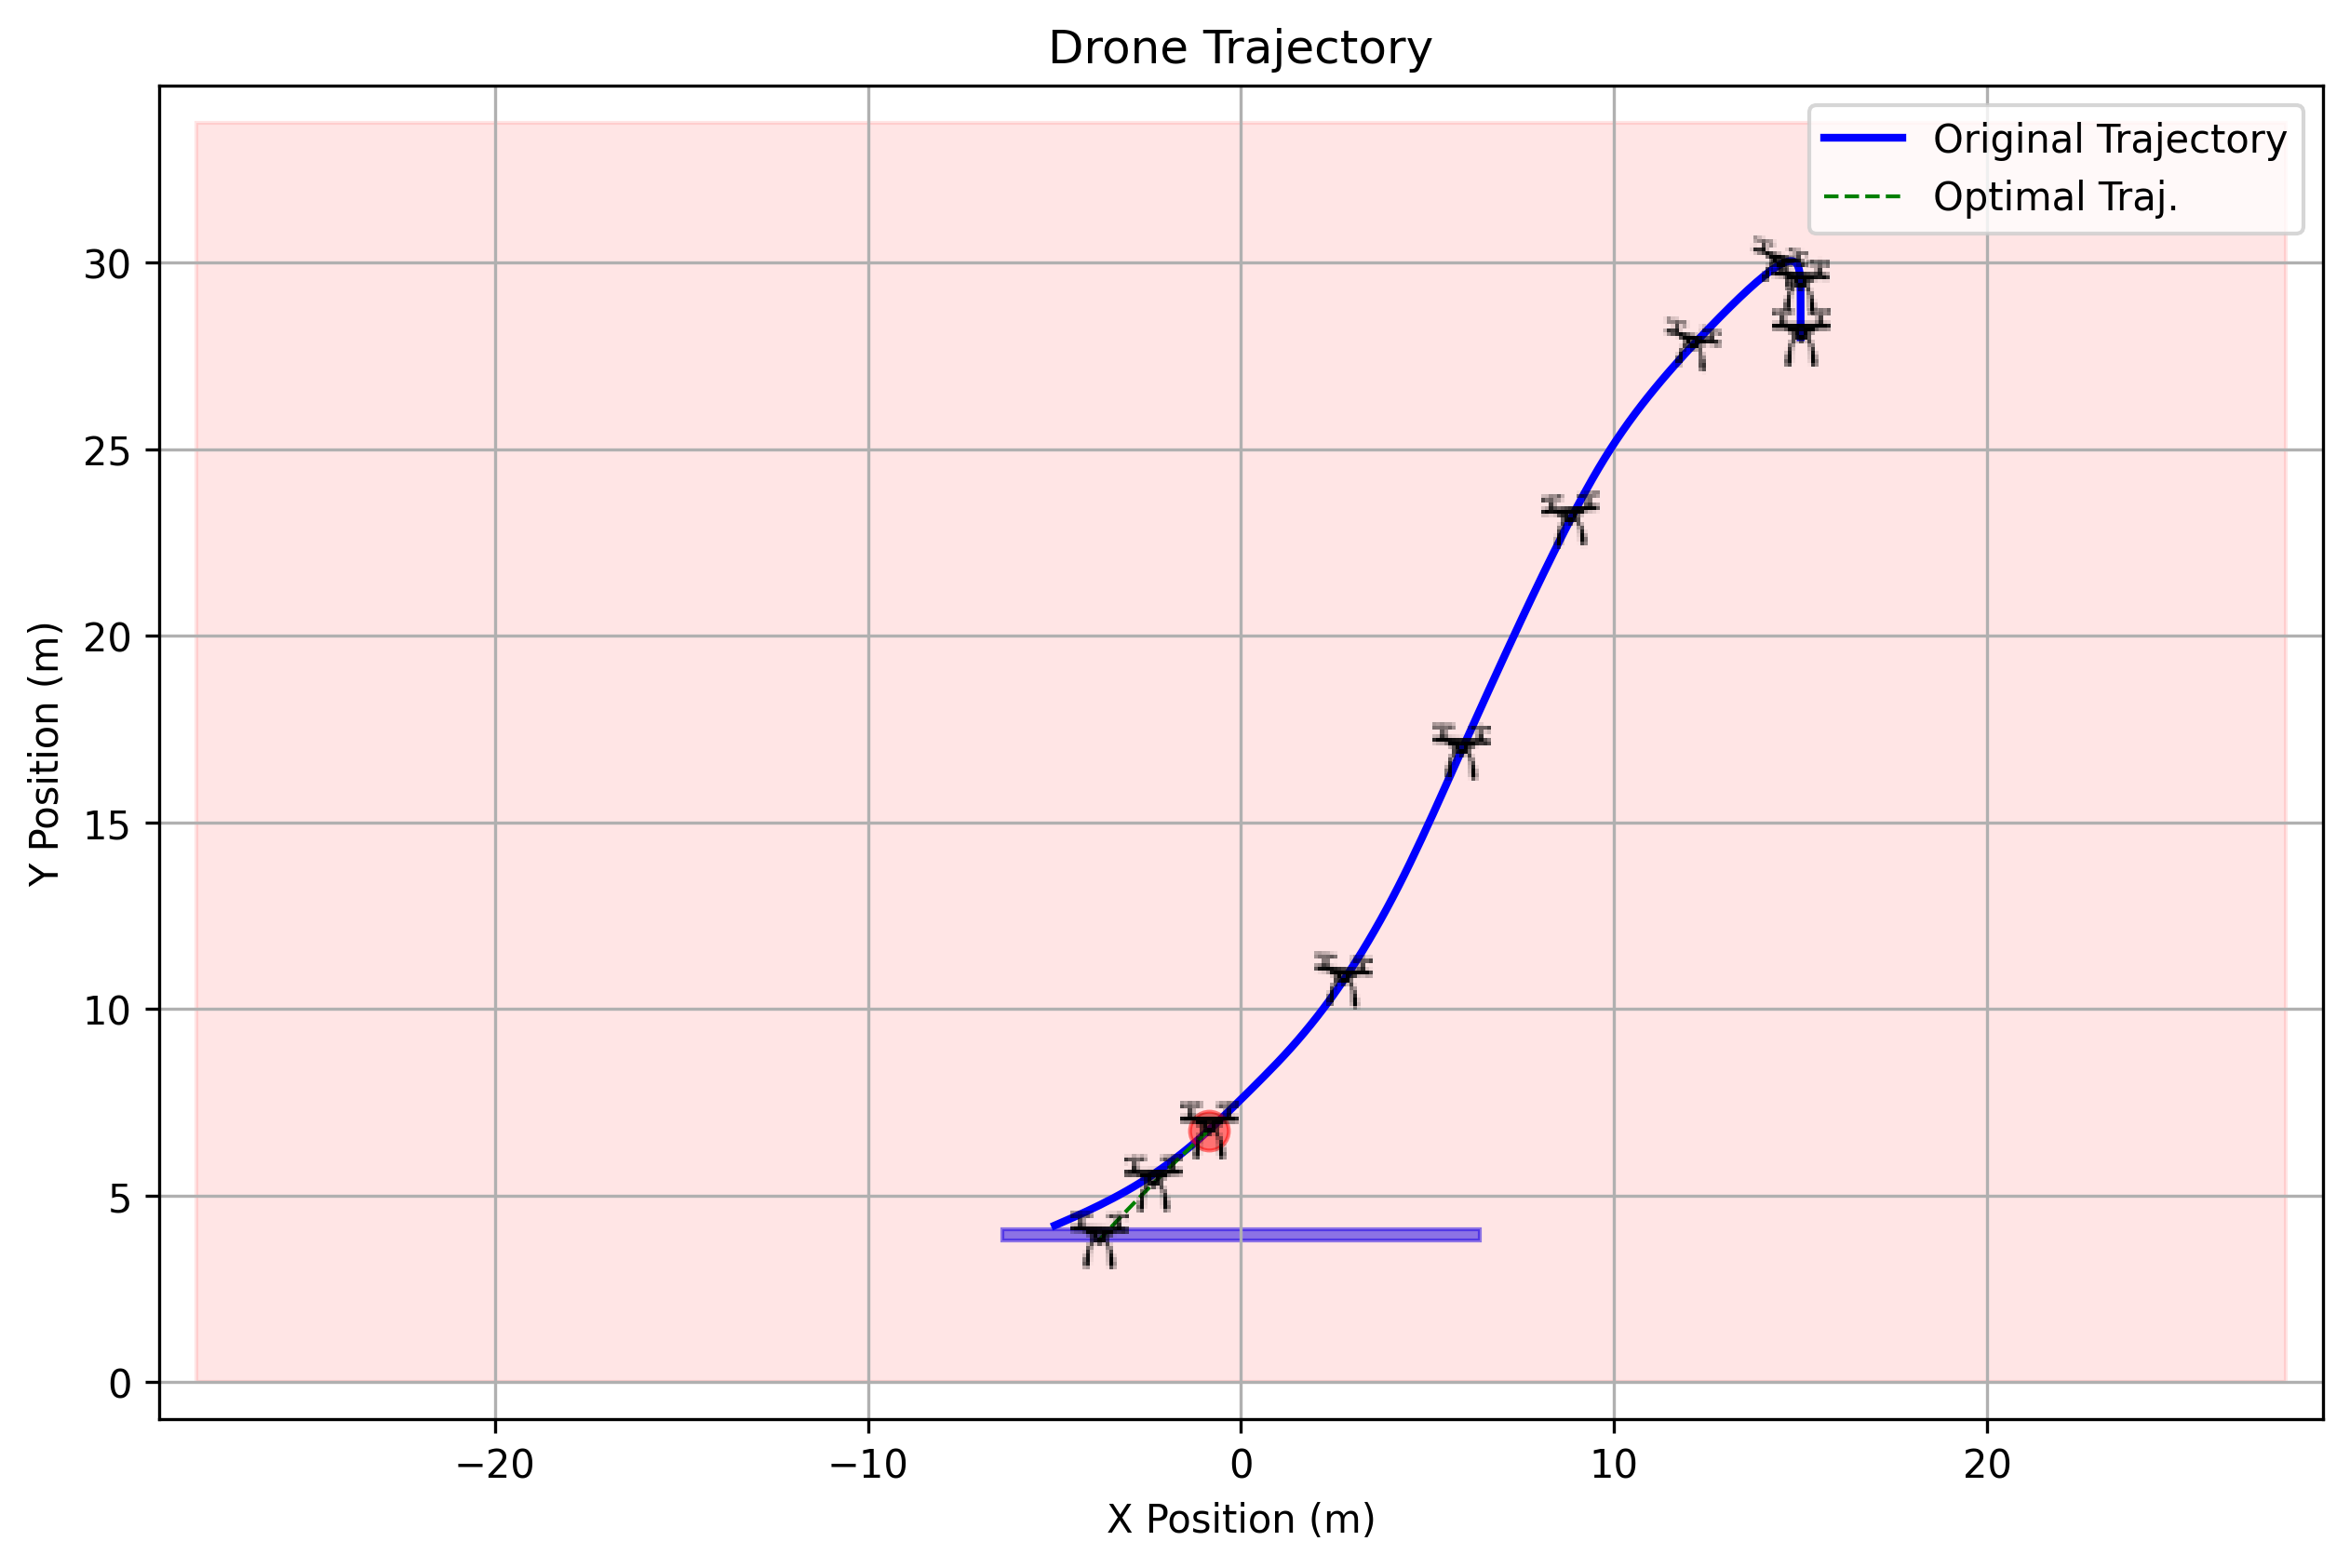 Drone Trajectory
Original Trajectory
Optimal Traj.
Y Position (m)
30
25
20
15
10
5
0
−20
−10
0
10
20
X Position (m)